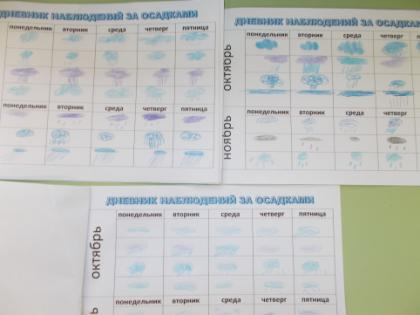 ДНЕВНИК НАБЛЮДЕНИЙ ЗА ОСАДКАМИ
понедельник вторник среда четверг пятница
понедельник вторник среда четверг пятница
ДНЕВНИК НАБЛЮДЕНИЙ ЗА ОСАДКАМИ
октябрь
понедельник вторник среда четверг
ноябрь
понедельник вторник среда четверг
ДНЕВНИК НАБЛЮДЕНИЙ ЗА ОСАДКАМИ
октябрь
понедельник вторник среда четверг пятница
понедельник вторник среда четверг пятница